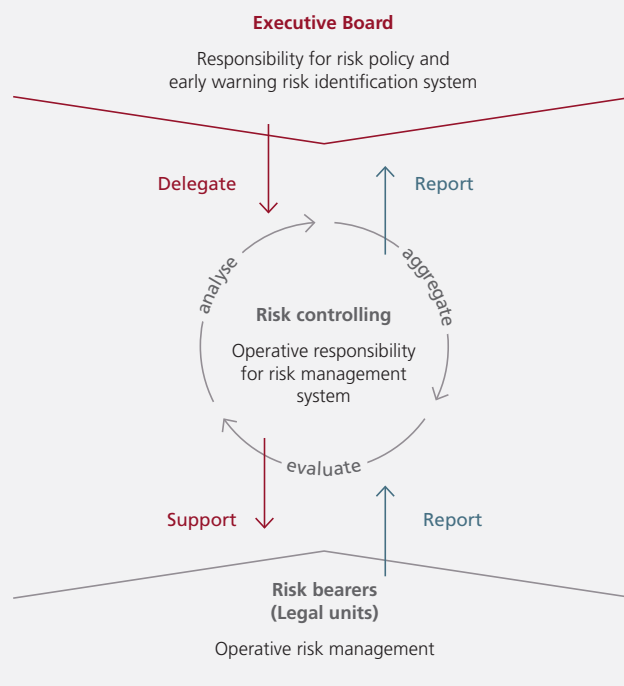 Executive Board
Responsibility for risk policy and
early warning risk identification system
Delegate
Report
analyse
aggregate
Risk controlling
Operative responsibility
for risk management
system
evaluate
Support
Report
Risk bearers
(Legal units)
Operative risk management